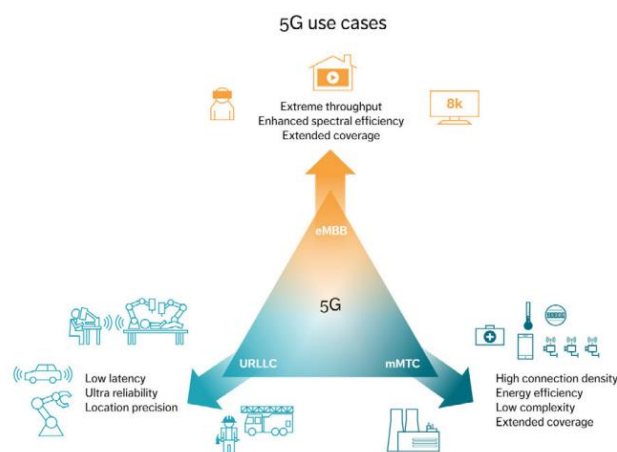 5G use cases
8k
Extreme throughput
Enhanced spectral efficiency
Extended coverage
eMBB
5G
URLLC
mMTC
Low latency
Ultra reliability
Location precision
High connection density
Energy efficiency
Low complexity
Extended coverage